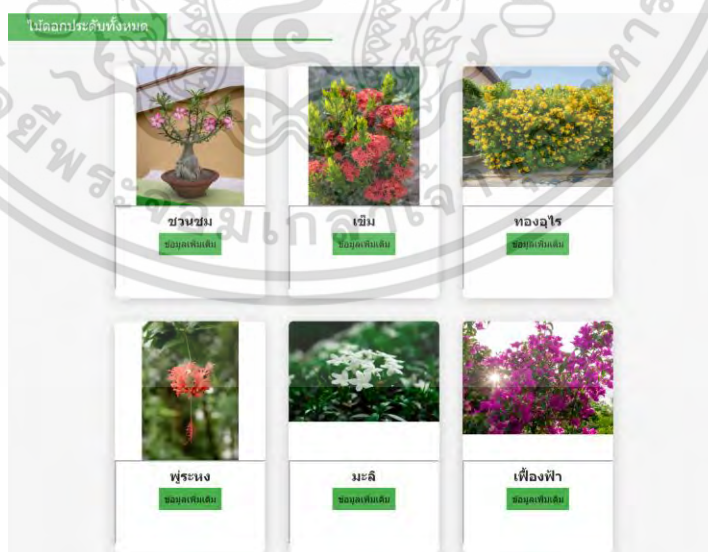 ไม้ดอกประดับทั้งหมด
ชวนชม
ข้อมูลเพิ่มเติม
เข็ม
ข้อมูลเพิ่มเติม
ทองอุไร
ข้อมูลเพิ่มเติม
พู่ระหง
ข้อมูลเพิ่มเติม
มะลิ
ข้อมูลเพิ่มเติม
เฟื้องฟ้า
ข้อมูลเพิ่มเติม